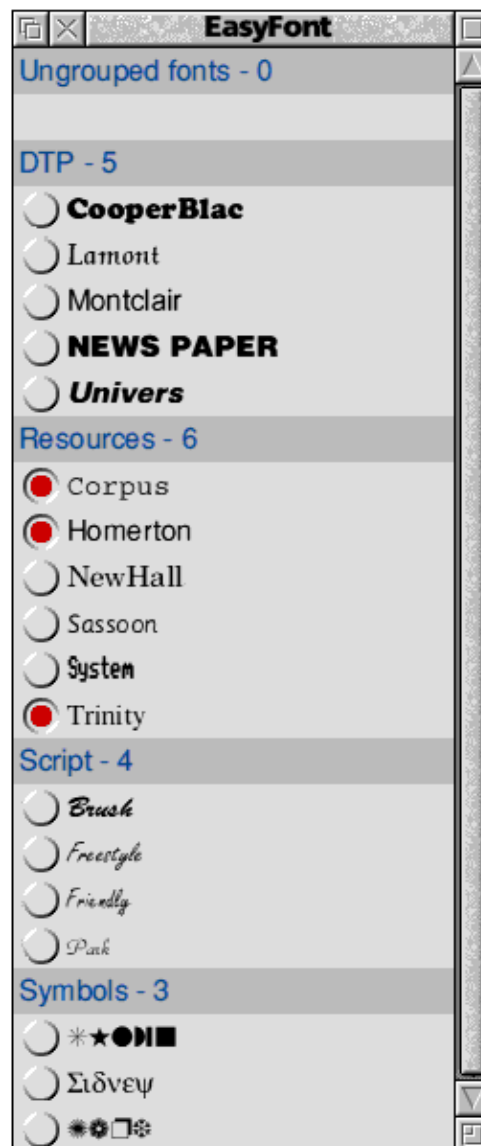 EasyFont
Ungrouped fonts - 0
DTP - 5
CooperBlac
Lamont
Montclair
NEWS PAPER
Univers
Resources - 6
Corpus
Homerton
NewHall
Sassoon
System
Trinity
Script - 4
Brush
Freestyle
Friendly
Park
Symbols - 3
✳★●◗■
Σιδνεψ